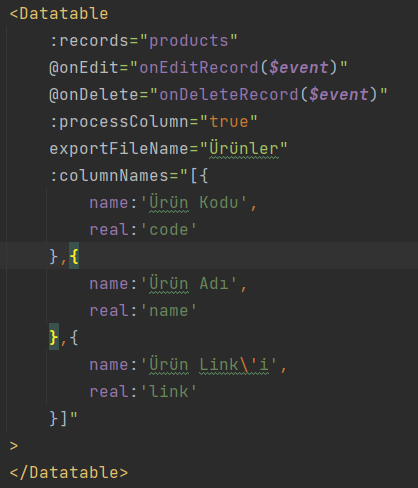 <Datatable
:records="products"
@onEdit="onEditRecord($event)"
@onDelete="onDeleteRecord($event)"
:processColumn="true"
exportFileName="Ürünler"
:columnNames="[{
name:'Ürün Kodu',
real:'code'
},{
name:'Ürün Adı',
real:'name'
},{
name:'Ürün Link\'i',
real:'link'
}]"
>
</Datatable>